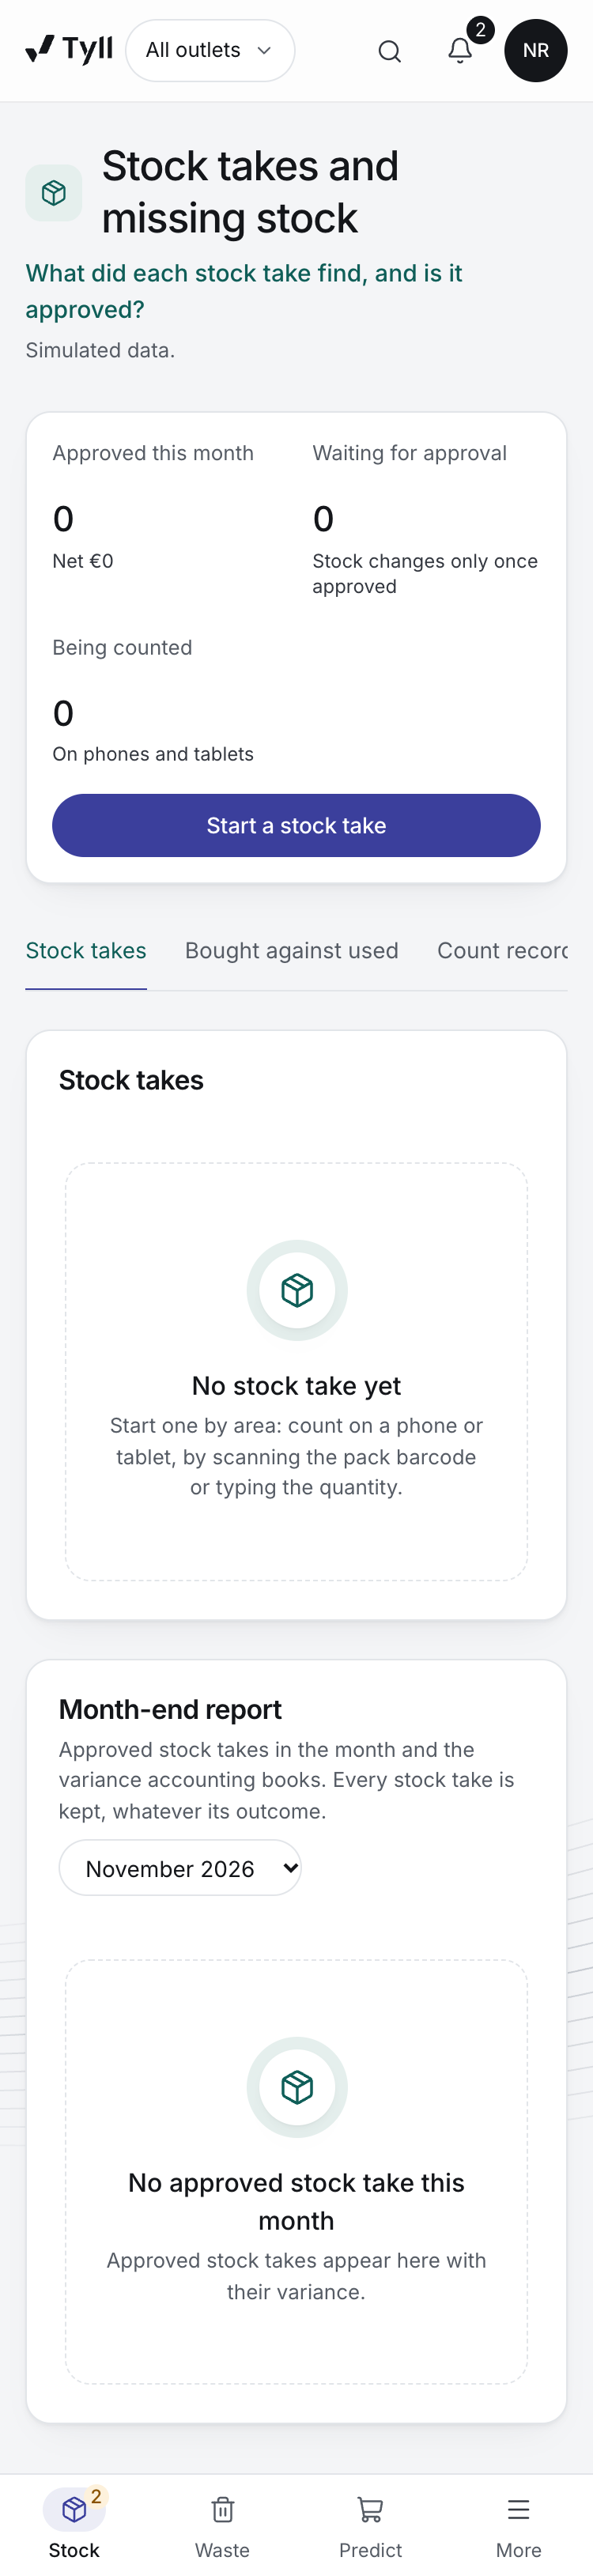 Tyll
All outlets
2
NR
Stock takes and
missing stock
What did each stock take find, and is it
approved?
Simulated data.
Approved this month
0
Net €0
Waiting for approval
0
Stock changes only once
approved
Being counted
0
On phones and tablets
Start a stock take
Stock takes
Bought against used
Count record
Stock takes
No stock take yet
Start one by area: count on a phone or
tablet, by scanning the pack barcode
or typing the quantity.
Month-end report
Approved stock takes in the month and the
variance accounting books. Every stock take is
kept, whatever its outcome.
November 2026
No approved stock take this
month
Approved stock takes appear here with
their variance.
2
Stock
Waste
Predict
More